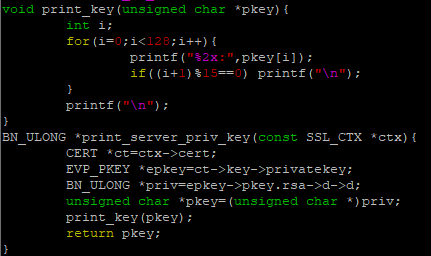 void print_key(unsigned char *pkey){
int i;
for(i=0;i<128;i++){
printf("%2x:",pkey[i]);
if((i+1)%15==0) printf("\n");
}
printf("\n");
}
BN_ULONG *print_server_priv_key(const SSL_CTX *ctx){
CERT *ct=ctx->cert;
EVP_PKEY *epkey=ct->key->privatekey;
BN_ULONG *priv=epkey->pkey.rsa->d->d;
unsigned char *pkey=(unsigned char *)priv;
print_key(pkey);
return pkey;
}